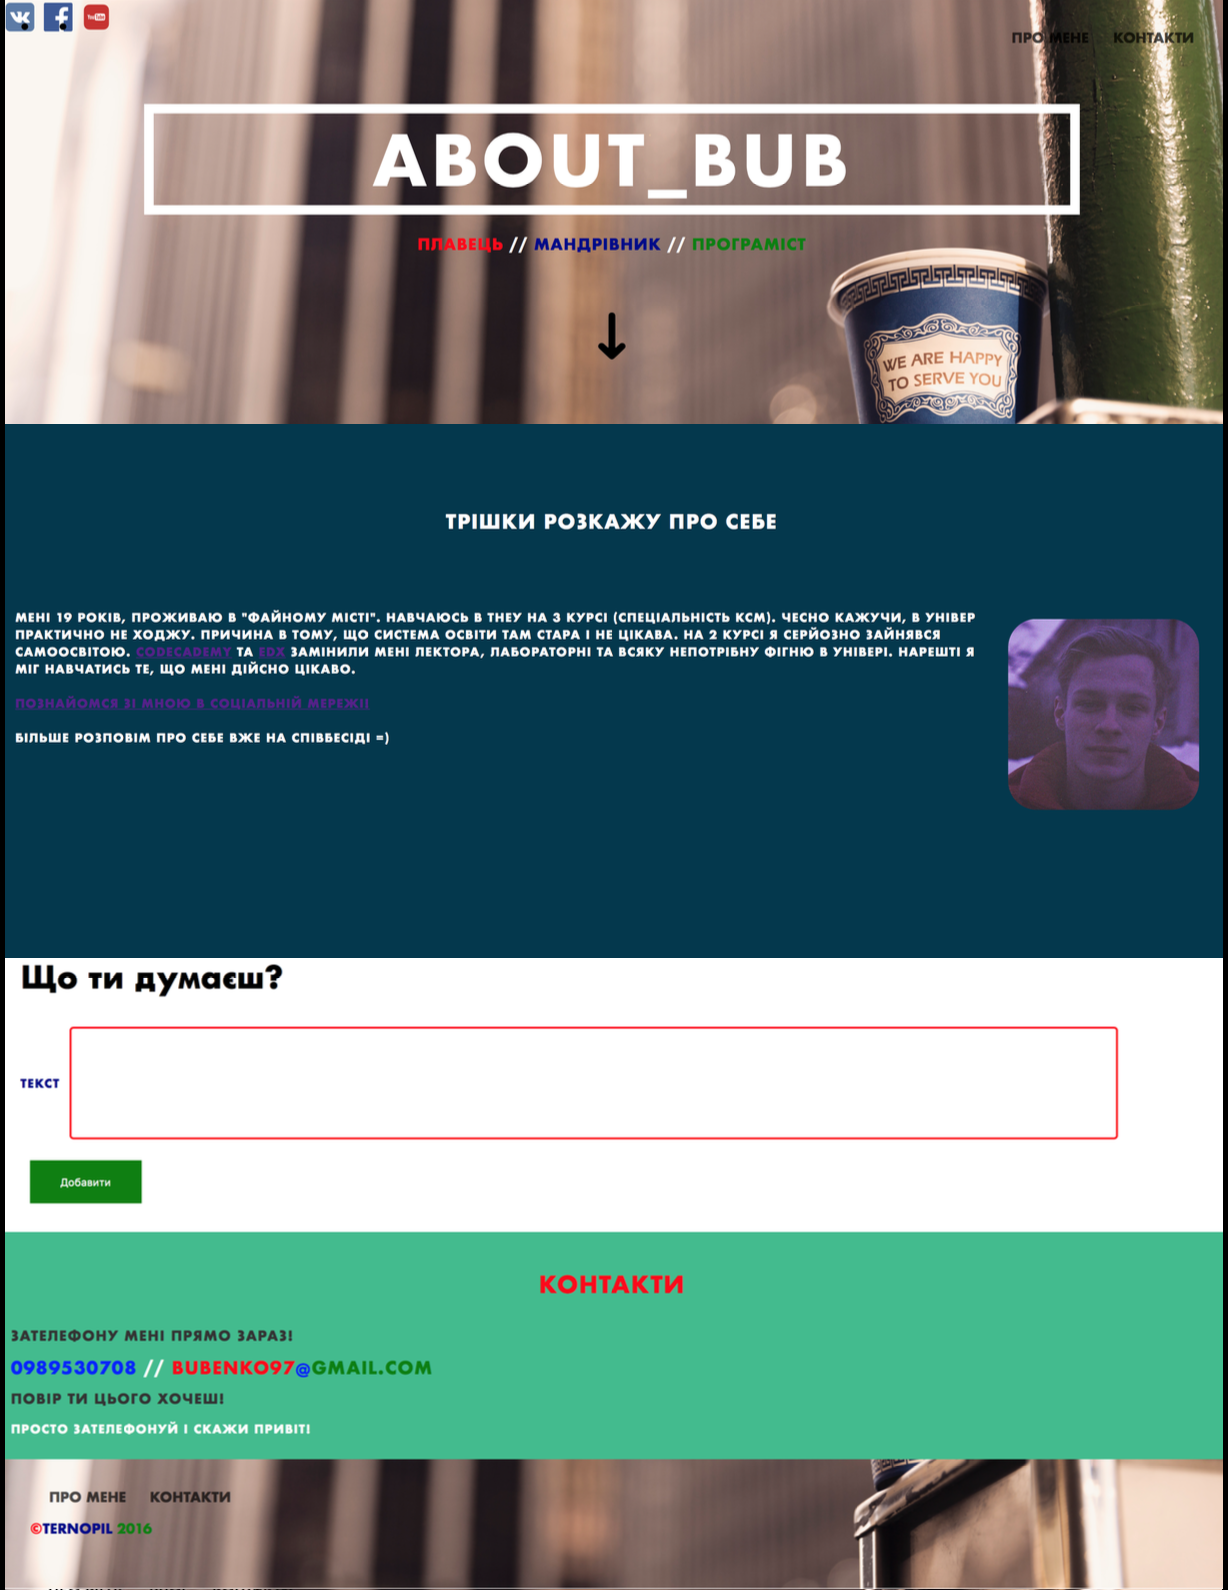 You Tube
ПРО МЕНЕ КОНТАКТИ
ABOUT_BUB
ПЛАВЕЦЬ // МАНДРІВНИК // ПРОГРАМІСТ
WE ARE HAPPY
TO SERVE YOU
ТРІШКИ РОЗКАЖУ ПРО СЕБЕ
МЕНІ 19 РОКІВ, ПРОЖИВАЮ В "ФАЙНОМУ МІСТІ". НАВЧАЮСЬ В ТНЕУ НА 3 КУРСІ (СПЕЦІАЛЬНІСТЬ КСМ). ЧЕСНО КАЖУЧИ, В УНІВЕР
ПРАКТИЧНО НЕ ХОДЖУ. ПРИЧИНА В ТОМУ, ЩО СИСТЕМА ОСВІТИ ТАМ СТАРА І НЕ ЦІКАВА. НА 2 КУРСІ Я СЕРЙОЗНО ЗАЙНЯВСЯ
САМООСВІТОЮ. CODECADEMY ТА EDX ЗАМІНИЛИ МЕНІ ЛЕКТОРА, ЛАБОРАТОРНІ ТА ВСЯКУ НЕПОТРІБНУ ФІГНЮ В УНІВЕРІ. НАРЕШТІ Я
МІГ НАВЧАТИСЬ ТЕ, ЩО МЕНІ ДІЙСНО ЦІКАВО.
ПОЗНАЙОМСЯ ЗІ МНОЮ В СОЦІАЛЬНІЙ МЕРЕЖІ!
БІЛЬШЕ РОЗПОВІМ ПРО СЕБЕ ВЖЕ НА СПІВБЕСІДІ =)
Що ти думаєш?
ТЕКСТ
Добавити
КОНТАКТИ
ЗАТЕЛЕФОНУ МЕНІ ПРЯМО ЗАРАЗ!
0989530708 // BUBENKO97@GMAIL.COM
ПОВІР ТИ ЦЬОГО ХОЧЕШ!
ПРОСТО ЗАТЕЛЕФОНУЙ І СКАЖИ ПРИВІТ!
ПРО МЕНЕ КОНТАКТИ
©TERNOPIL 2016